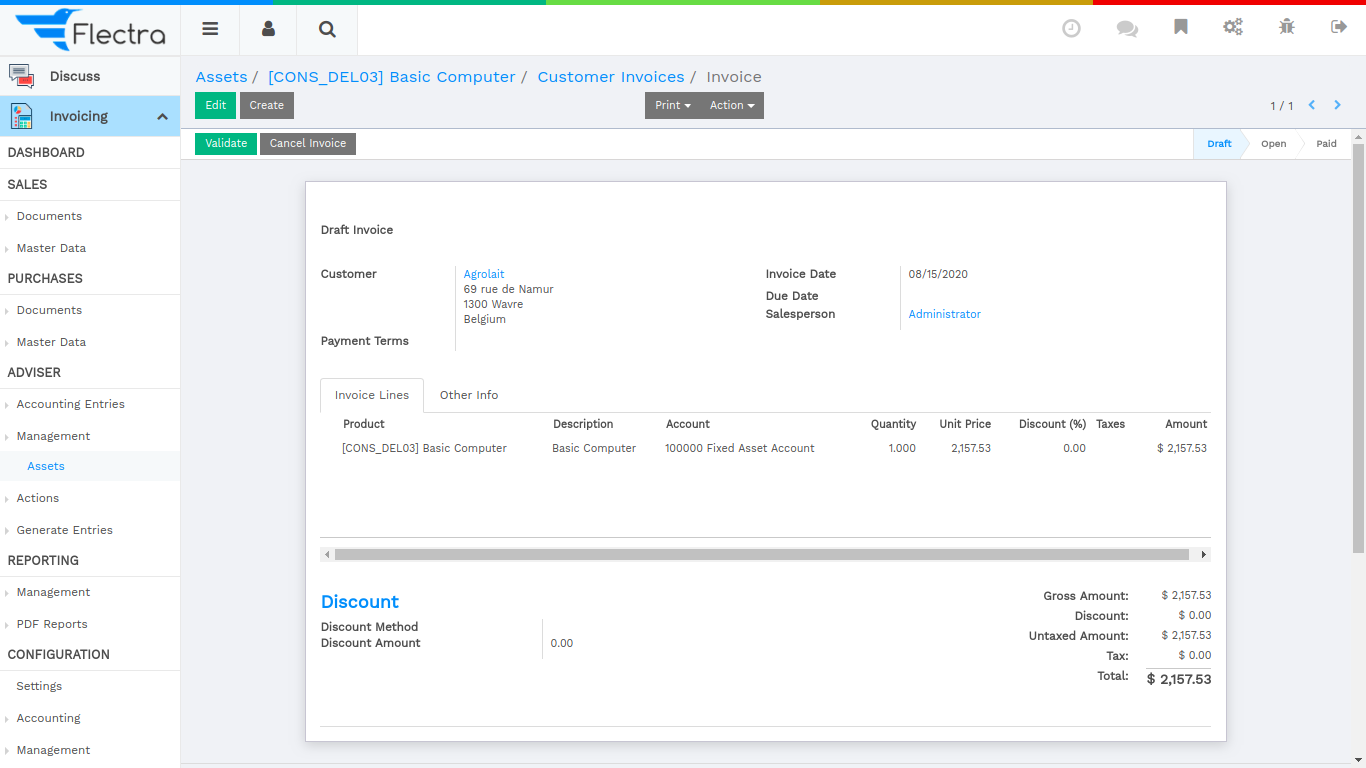 Flectra
Discuss
Invoicing
DASHBOARD
SALES
Documents
Master Data
PURCHASES
Documents
Master Data
ADVISER
Accounting Entries
Management
Assets
Actions
Generate Entries
REPORTING
Management
PDF Reports
CONFIGURATION
Settings
Accounting
Management
Assets / [CONS_DEL03] Basic Computer / Customer Invoices / Invoice
Edit Create Print Action 1 / 1
Validate Cancel Invoice Draft Open Paid
Draft Invoice
Customer Agrolait
69 rue de Namur
1300 Wavre
Belgium
Payment Terms
Invoice Date 08/15/2020
Due Date
Salesperson Administrator
Invoice Lines Other Info
Product Description Account Quantity Unit Price Discount (%) Taxes Amount
[CONS_DEL03] Basic Computer Basic Computer 100000 Fixed Asset Account 1.000 2,157.53 0.00 $ 2,157.53
Discount
Discount Method
Discount Amount 0.00
Gross Amount: $ 2,157.53
Discount: $ 0.00
Untaxed Amount: $ 2,157.53
Tax: $ 0.00
Total: $ 2,157.53